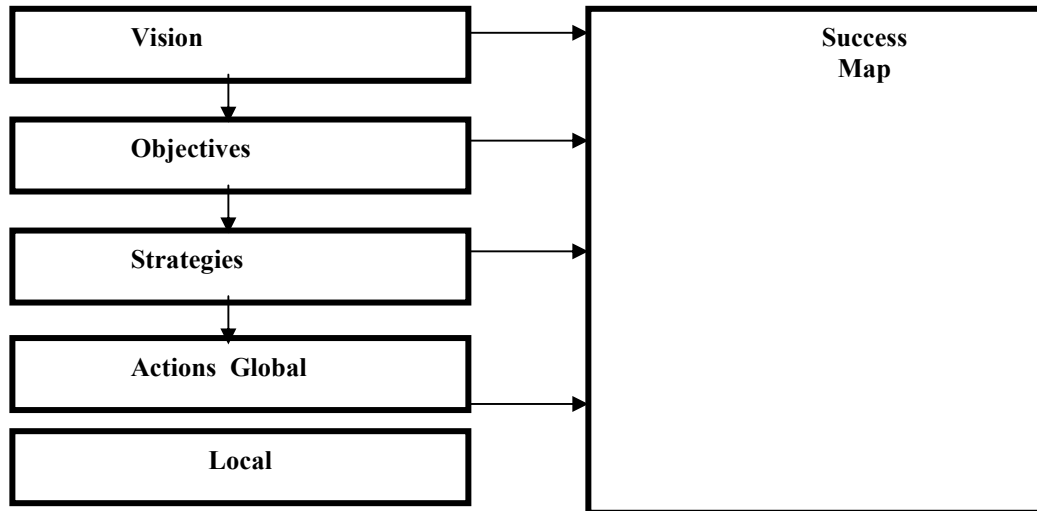 Vision
Success
Map
Objectives
Strategies
Actions Global
Local